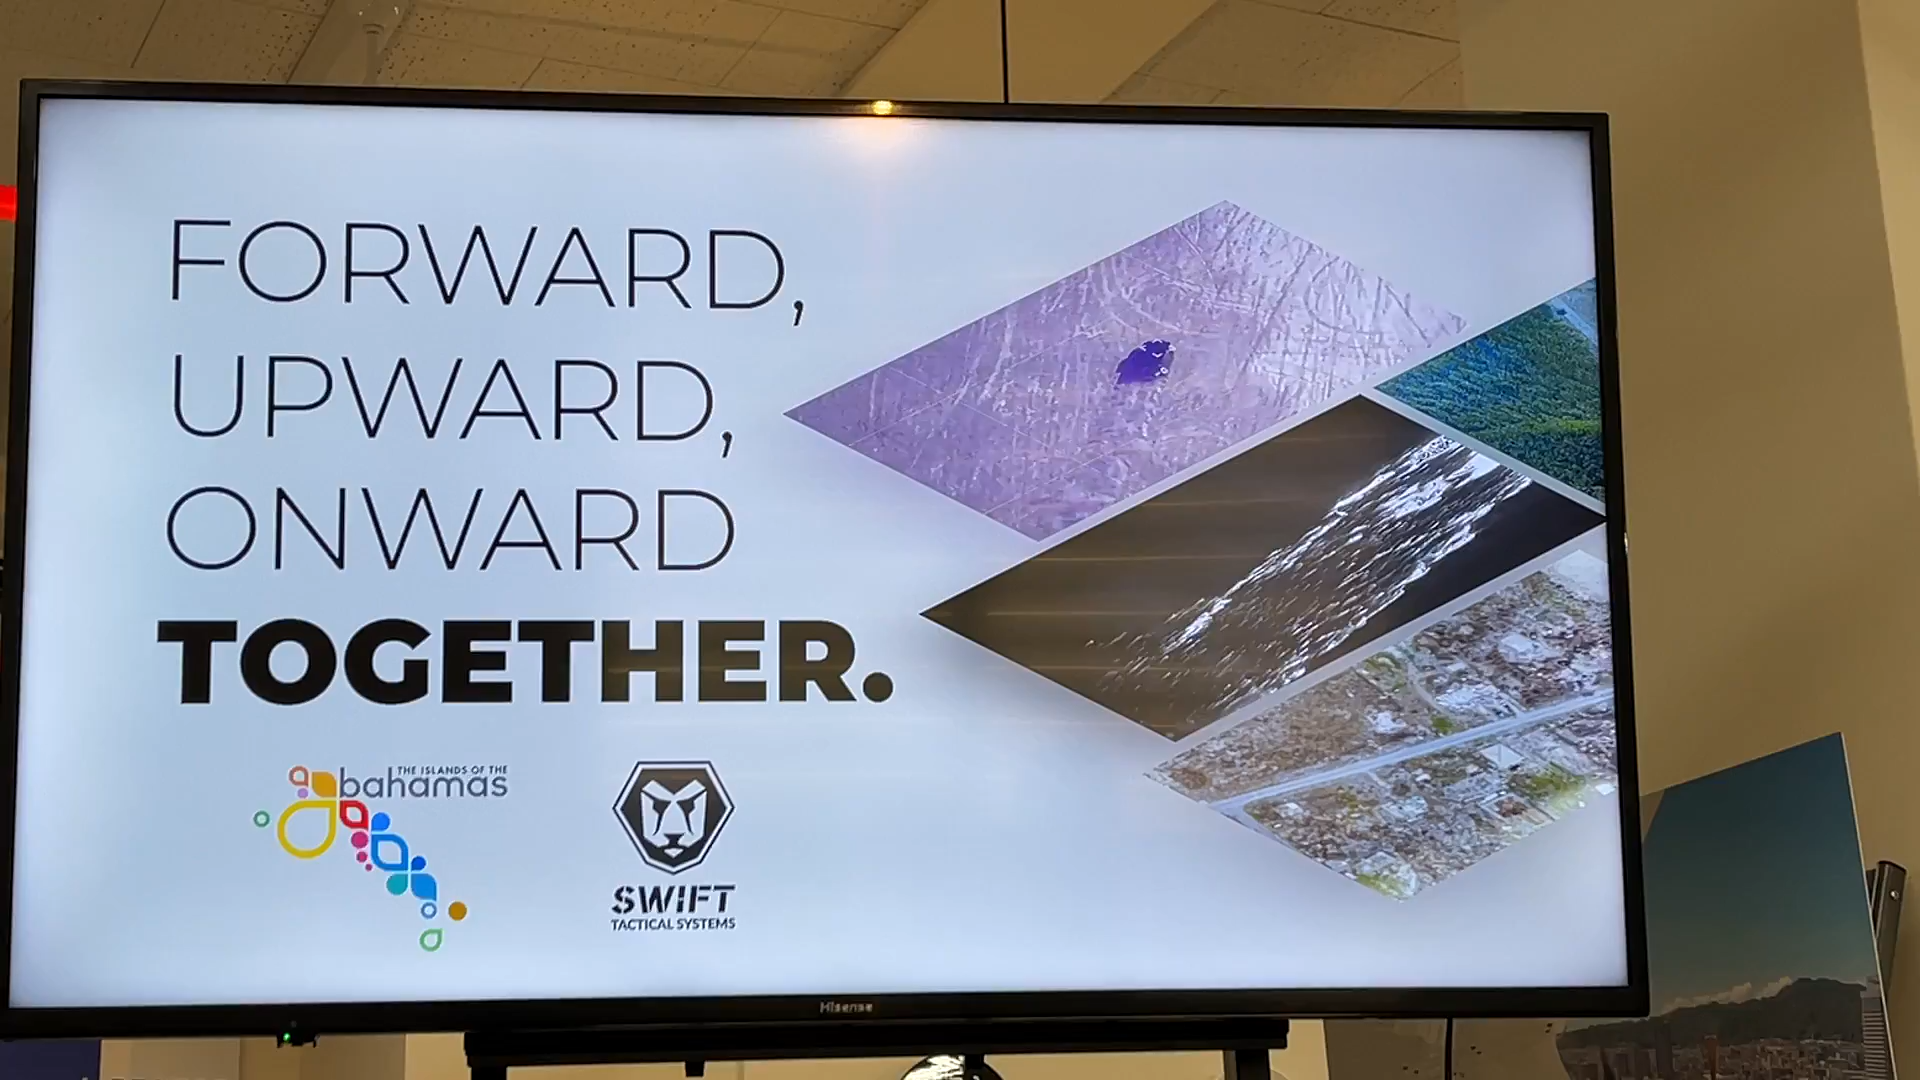 FORWARD,
UPWARD,
ONWARD
TOGETHER.
THE ISLANDS OF THE
bahamas
SWIFT
TACTICAL SYSTEMS
Hisense